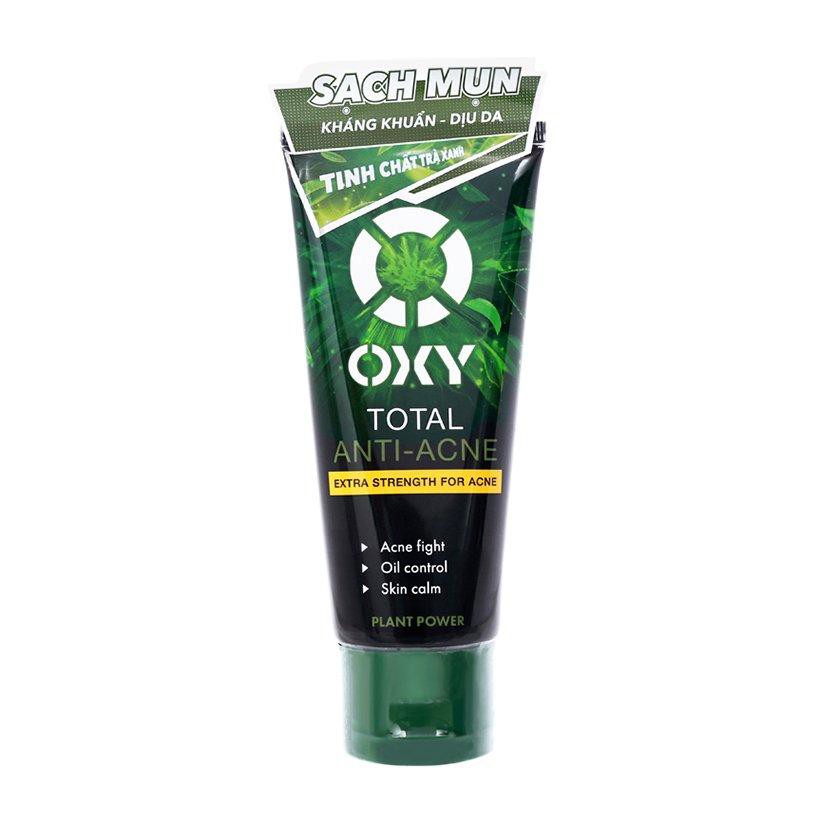 SẠCH MỤN
KHÁNG KHUẨN - DỊU DA
TINH CHẤT TRÀ XANH
OXY
TOTAL
ANTI-ACNE
EXTRA STRENGTH FOR ACNE
Acne fight
Oil control
Skin calm
PLANT POWER